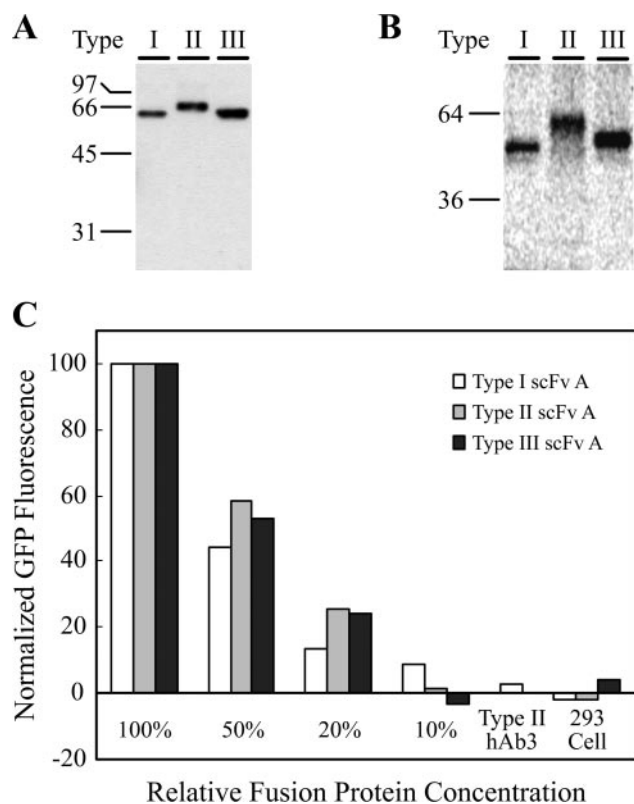 A
Type I II III
97
66
45
31
B
Type I II III
64
36
C
Normalized GFP Fluorescence
100
80
60
40
20
0
-20
Type I scFv A
Type II scFv A
Type III scFv A
100% 50% 20% 10% Type II hAb3 293 Cell
Relative Fusion Protein Concentration